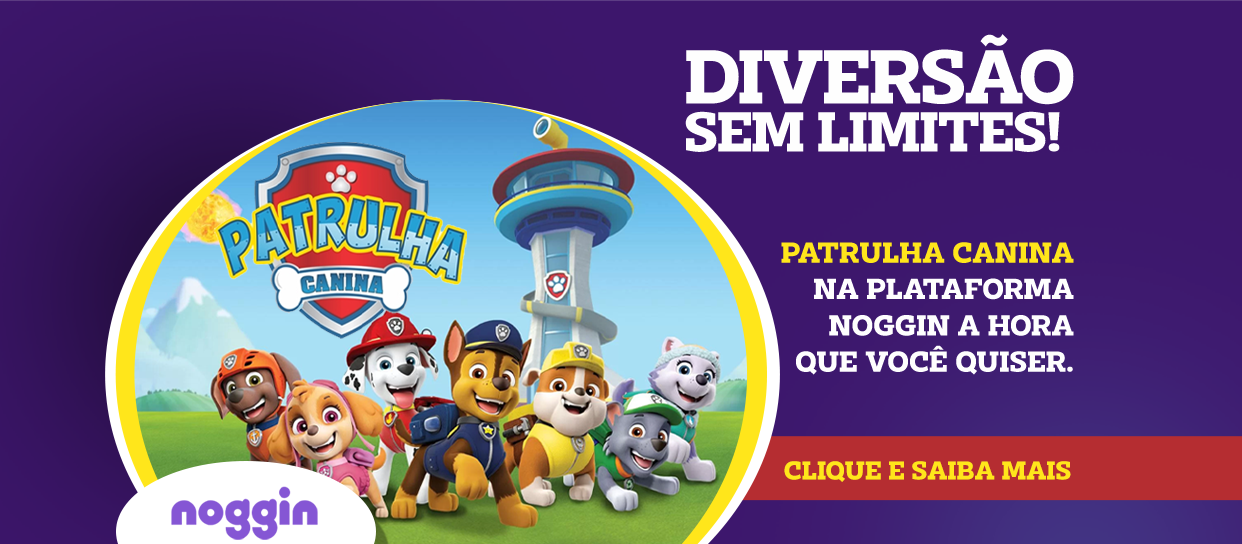 DIVERSÃO
SEM LIMITES!
PATRULHA
CANINA
PATRULHA CANINA
NA PLATAFORMA
NOGGIN A HORA
QUE VOCÊ QUISER.
CLIQUE E SAIBA MAIS
noggin